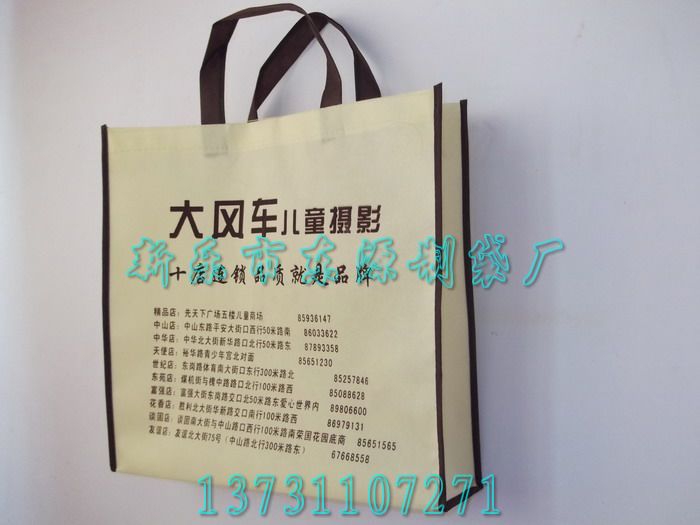 大风车儿童摄影
新乐市东源制袋厂
十店连锁 品质就是品牌
精品店：先天下广场五楼儿童商场 85936147
中山店：中山东路平安大街口西行50米路南 86033622
中华店：中华北大街新华路口北行50米路东 87893358
天使店：裕华路青少年宫北对面 85651230
世纪店：东岗路体育南大街口东行300米路北 85257846
东苑店：煤机街与槐中路路口北行100米路西 85088628
富强店：富强大街东岗路交口北50米路东爱心世界内 89806600
花香店：胜利北大街华新路交口南行100米路西 86979131
谈固店：谈固南大街与中山路口西行100米路南荣国花园底商 85651565
友谊店：友谊北大街75号（中山路北行300米路东） 67668558
13731107271